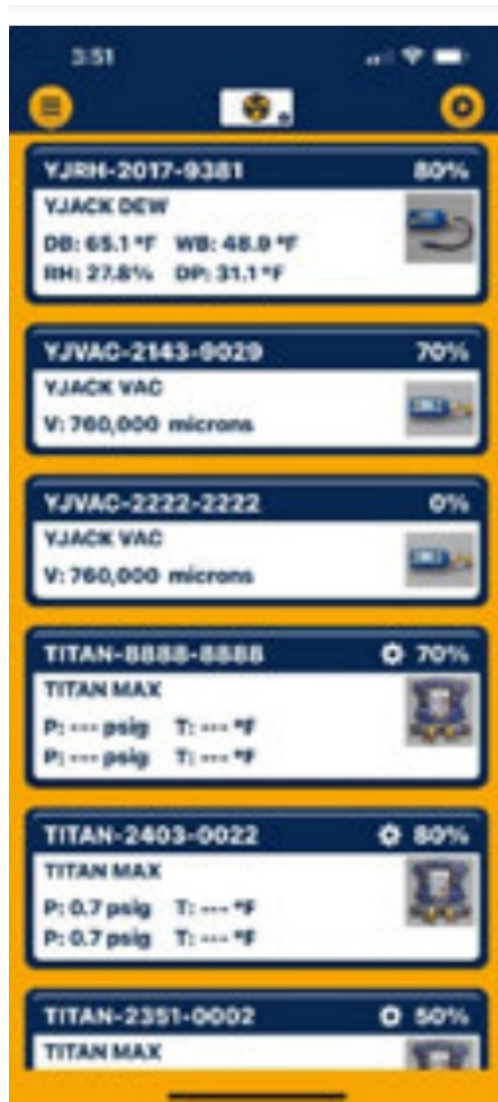 3:51
YJRH-2017-9381 80%
YJACK DEW
DB: 65.1 °F WB: 48.9 °F
RH: 27.8% DP: 31.1 °F
YJVAC-2143-9029 70%
YJACK VAC
V: 760,000 microns
YJVAC-2222-2222 0%
YJACK VAC
V: 760,000 microns
TITAN-8888-8888 70%
TITAN MAX
P: --- psig T: --- °F
P: --- psig T: --- °F
TITAN-2403-0022 80%
TITAN MAX
P: 0.7 psig T: --- °F
P: 0.7 psig T: --- °F
TITAN-2351-0002 50%
TITAN MAX